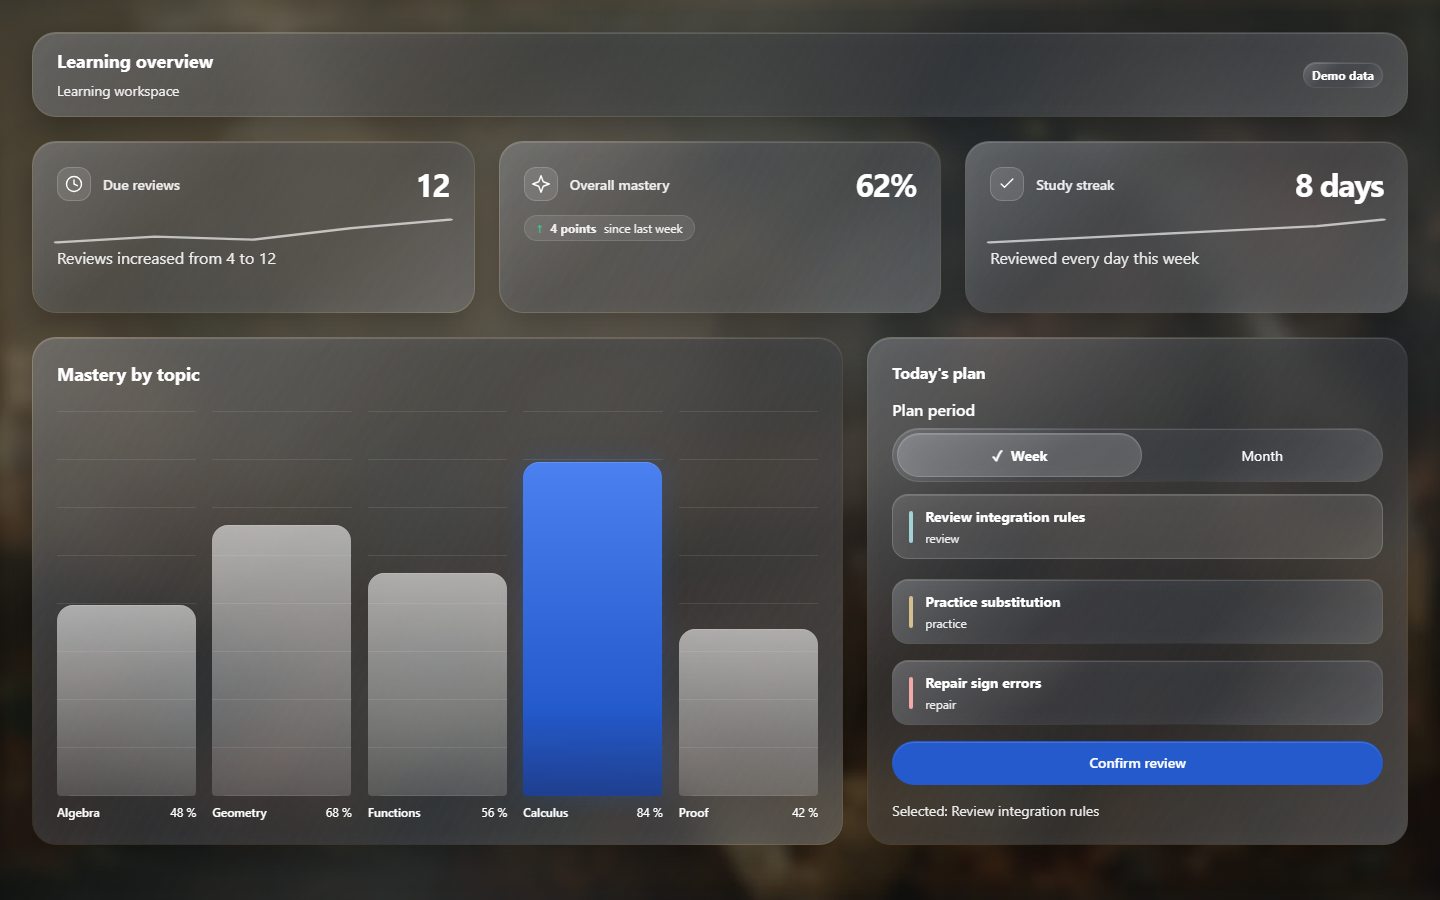 Learning overview
Learning workspace
Demo data
Due reviews
12
Reviews increased from 4 to 12
Overall mastery
62%
↑ 4 points since last week
Study streak
8 days
Reviewed every day this week
Mastery by topic
Algebra 48 %
Geometry 68 %
Functions 56 %
Calculus 84 %
Proof 42 %
Today's plan
Plan period
✓ Week
Month
Review integration rules
review
Practice substitution
practice
Repair sign errors
repair
Confirm review
Selected: Review integration rules